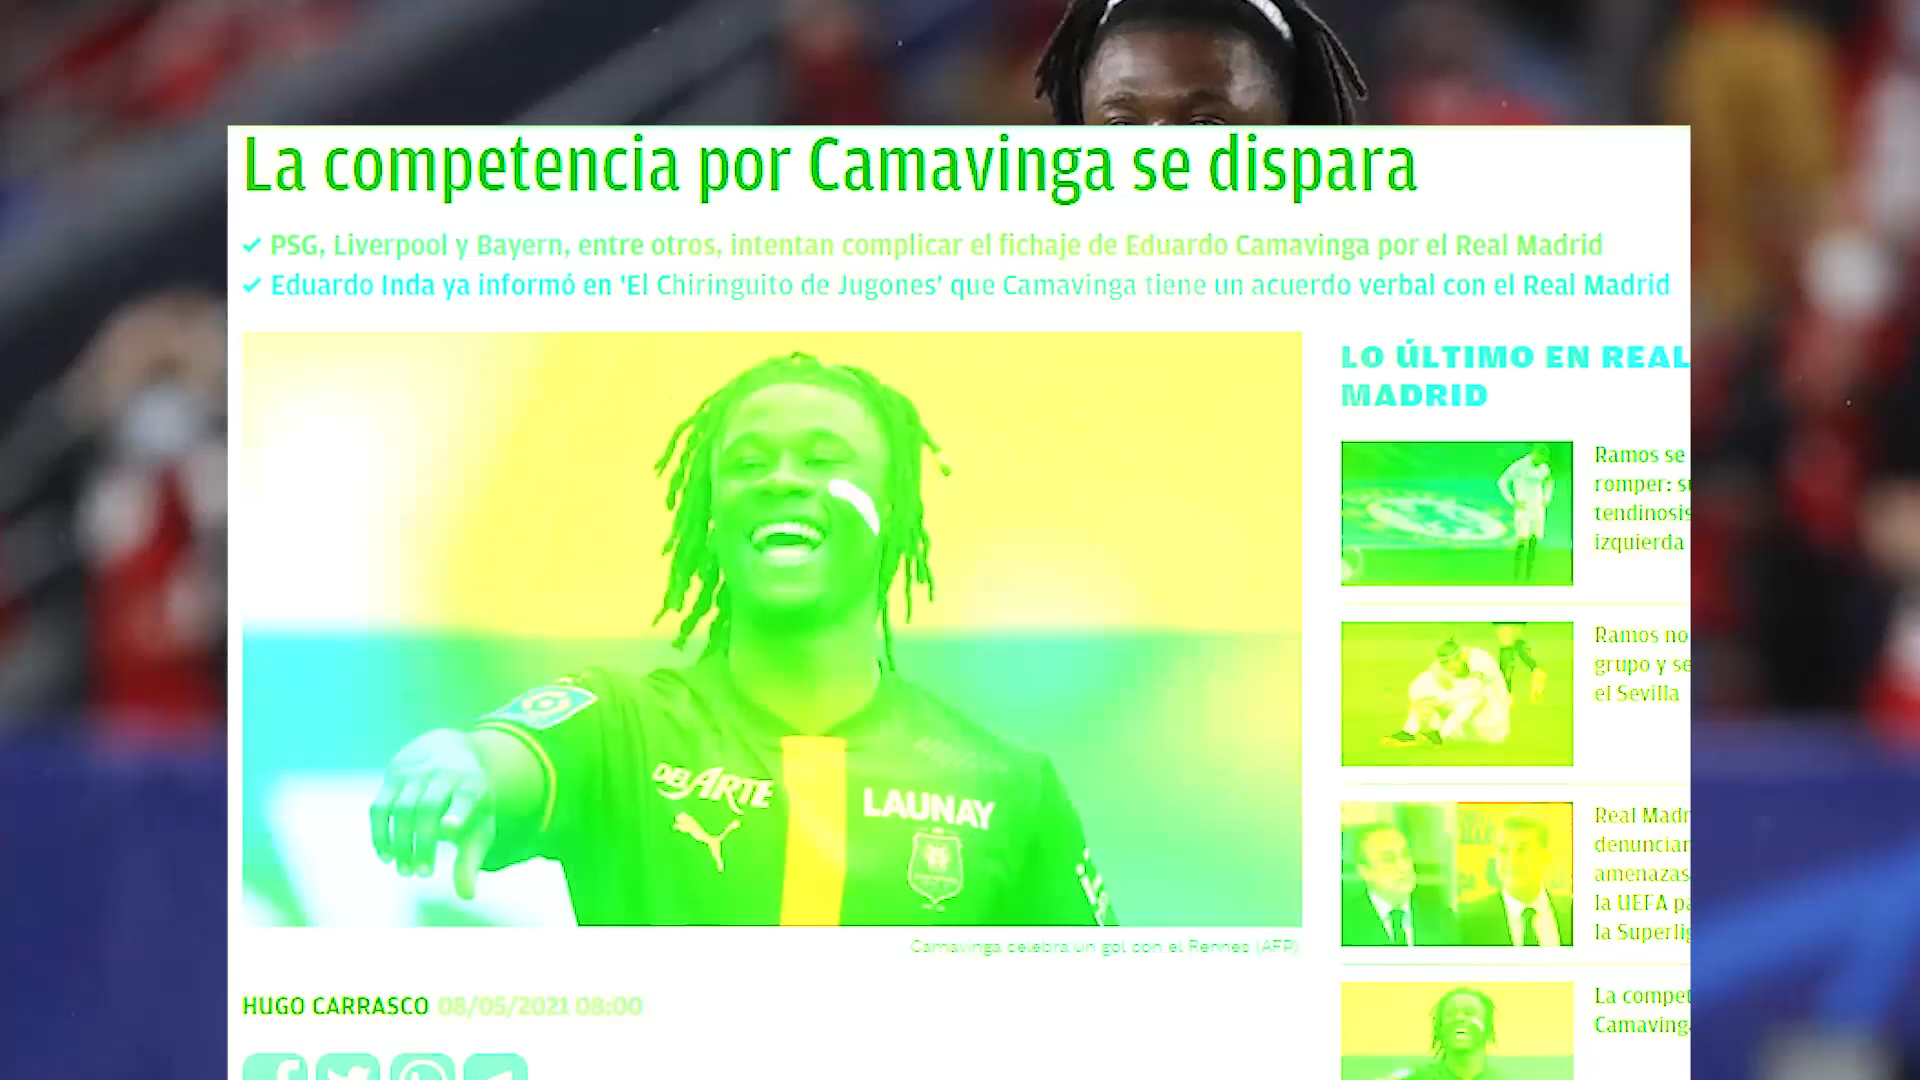 La competencia por Camavinga se dispara
✓ PSG, Liverpool y Bayern, entre otros, intentan complicar el fichaje de Eduardo Camavinga por el Real Madrid
✓ Eduardo Inda ya informó en 'El Chiringuito de Jugones' que Camavinga tiene un acuerdo verbal con el Real Madrid
DEL ARTE
LAUNAY
Camavinga celebra un gol con el Rennes (AFP)
HUGO CARRASCO 08/05/2021 08:00
LO ÚLTIMO EN REAL
MADRID
Ramos se
romper: s
tendinosis
izquierda
Ramos no
grupo y se
el Sevilla
Real Madr
denuncian
amenazas
la UEFA pa
la Superlig
La compet
Camavinga